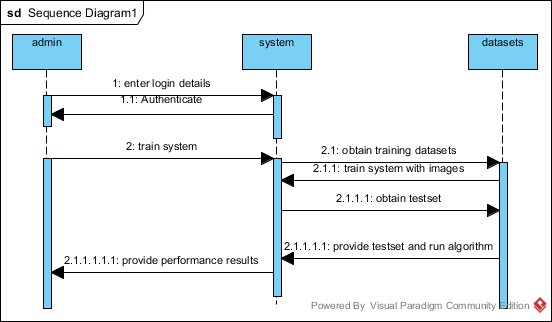 sd Sequence Diagram1
admin
system
datasets
1: enter login details
1.1: Authenticate
2: train system
2.1: obtain training datasets
2.1.1: train system with images
2.1.1.1: obtain testset
2.1.1.1.1: provide testset and run algorithm
2.1.1.1.1.1: provide performance results
Powered By Visual Paradigm Community Edition